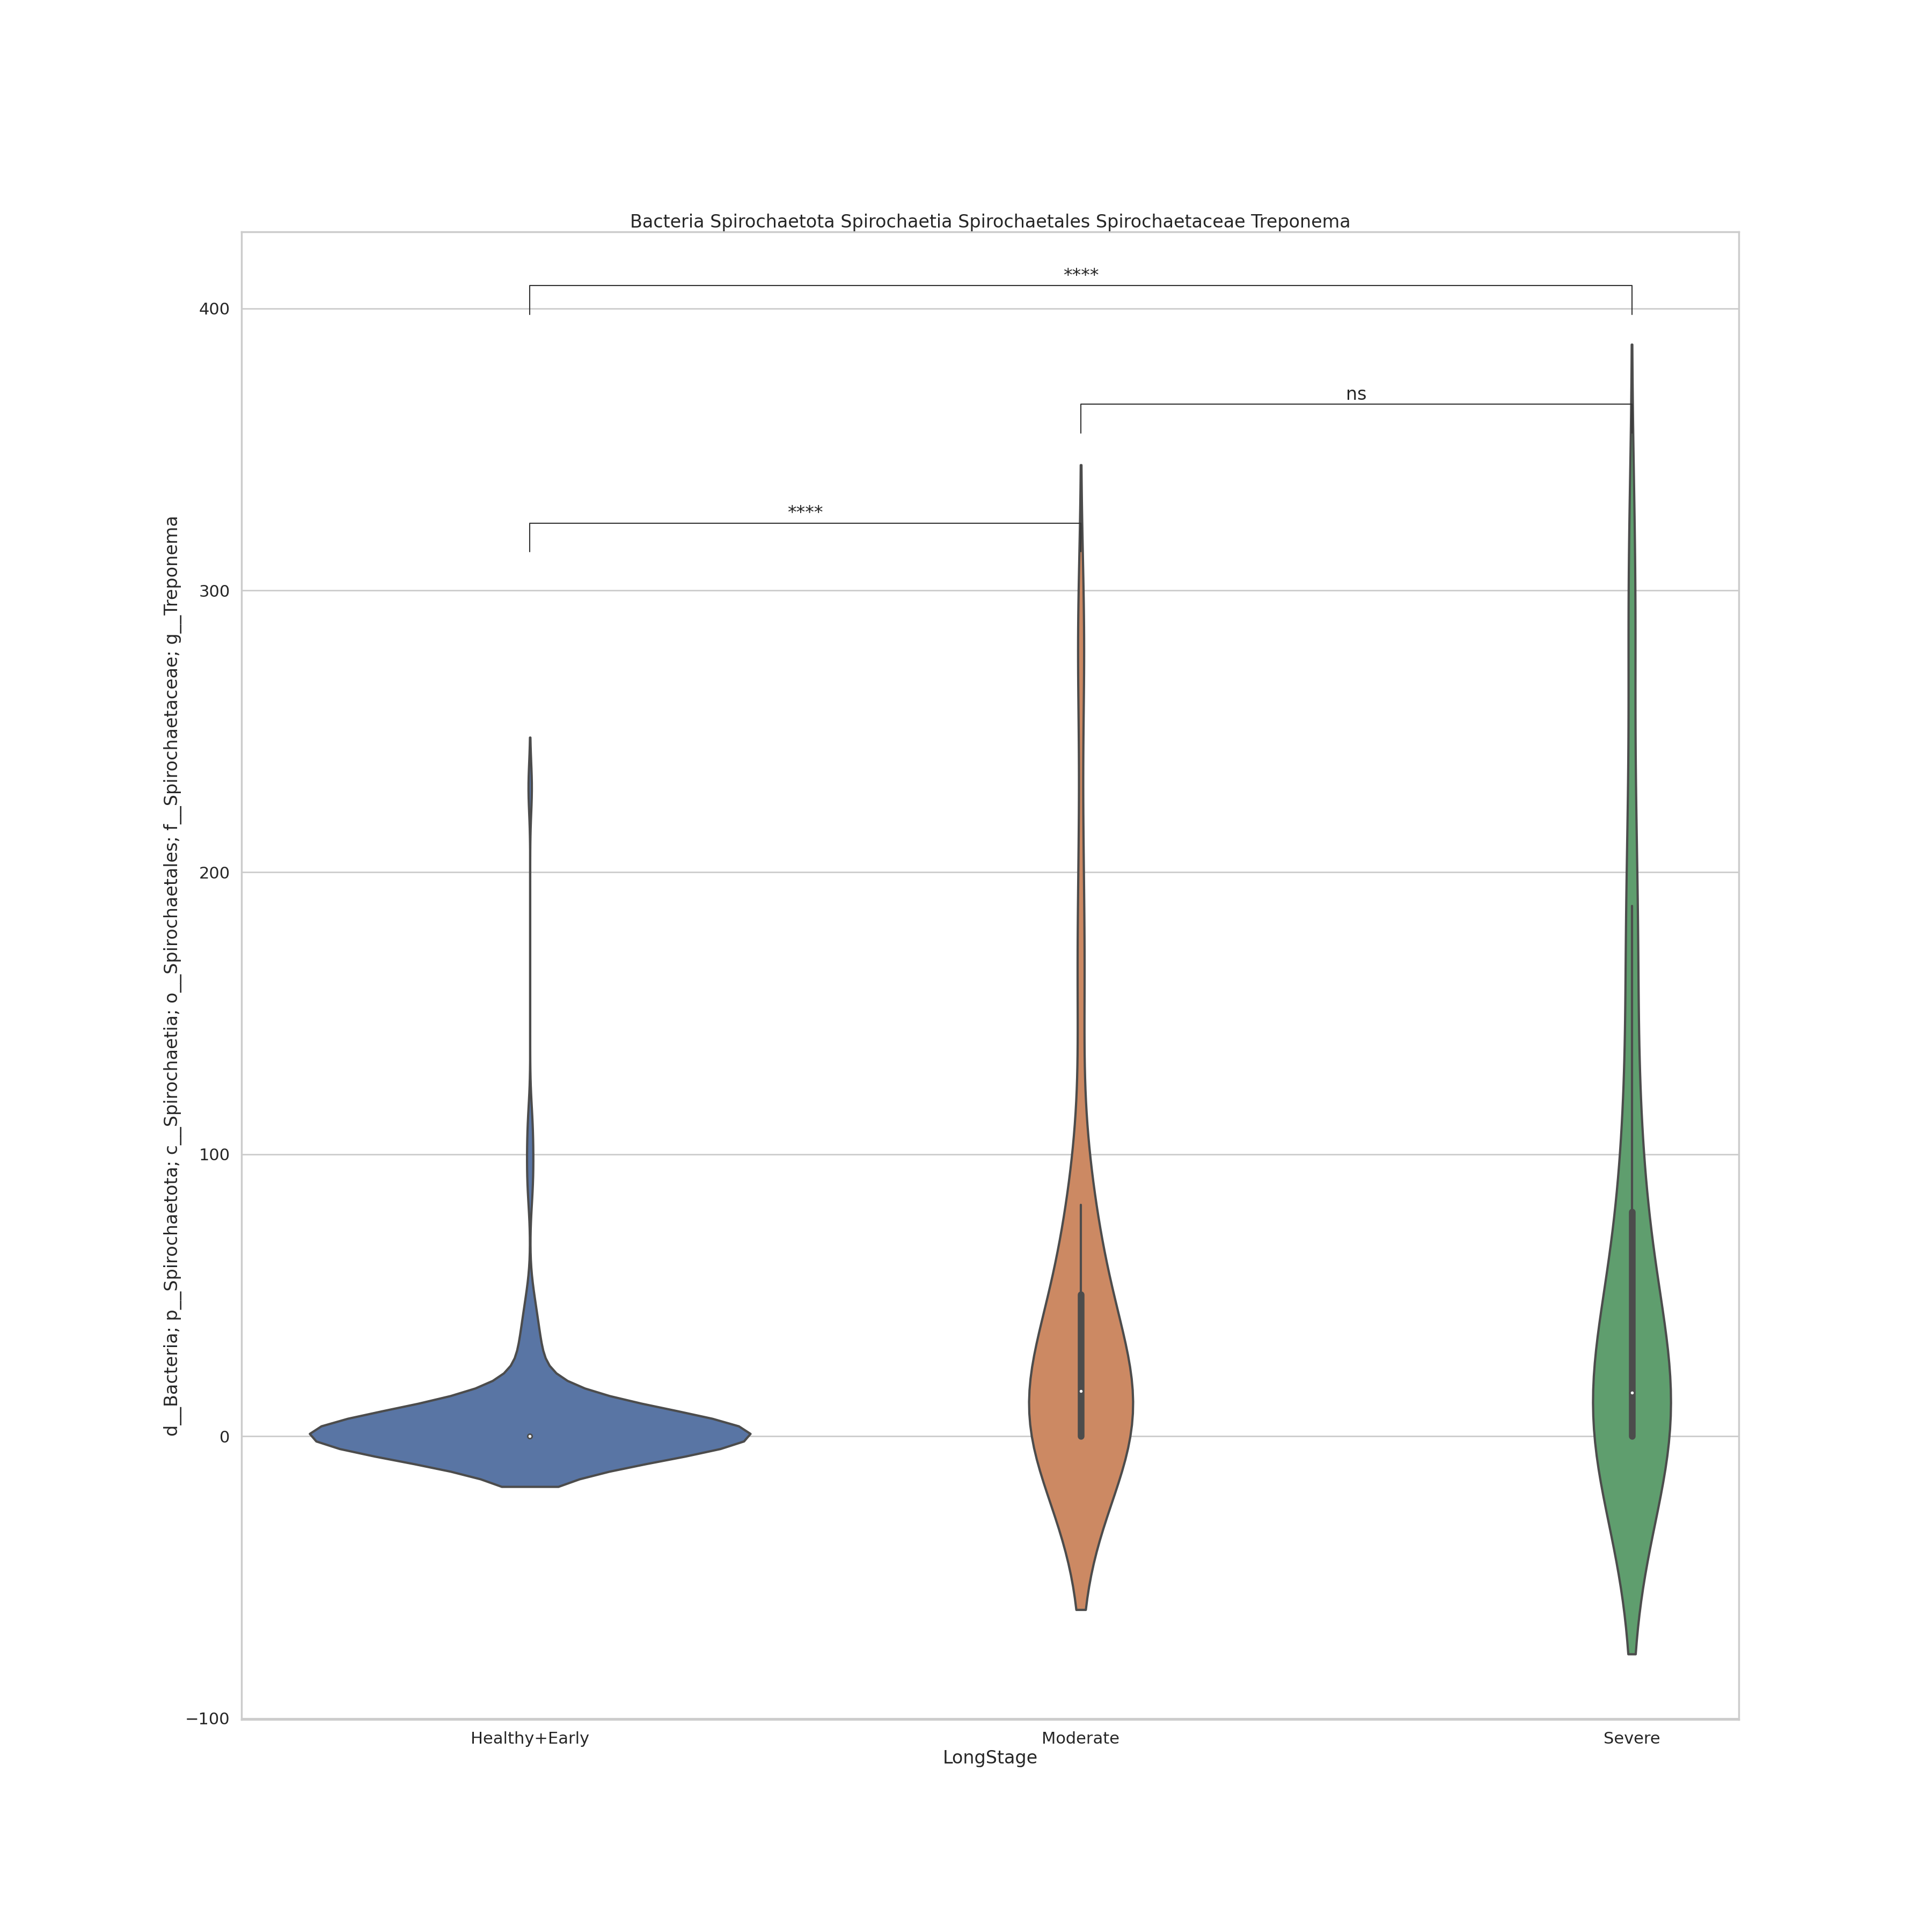 Bacteria Spirochaetota Spirochaetia Spirochaetales Spirochaetaceae Treponema
d__Bacteria; p__Spirochaetota; c__Spirochaetia; o__Spirochaetales; f__Spirochaetaceae; g__Treponema
400
300
200
100
0
−100
****
ns
****
Healthy+Early
Moderate
Severe
LongStage